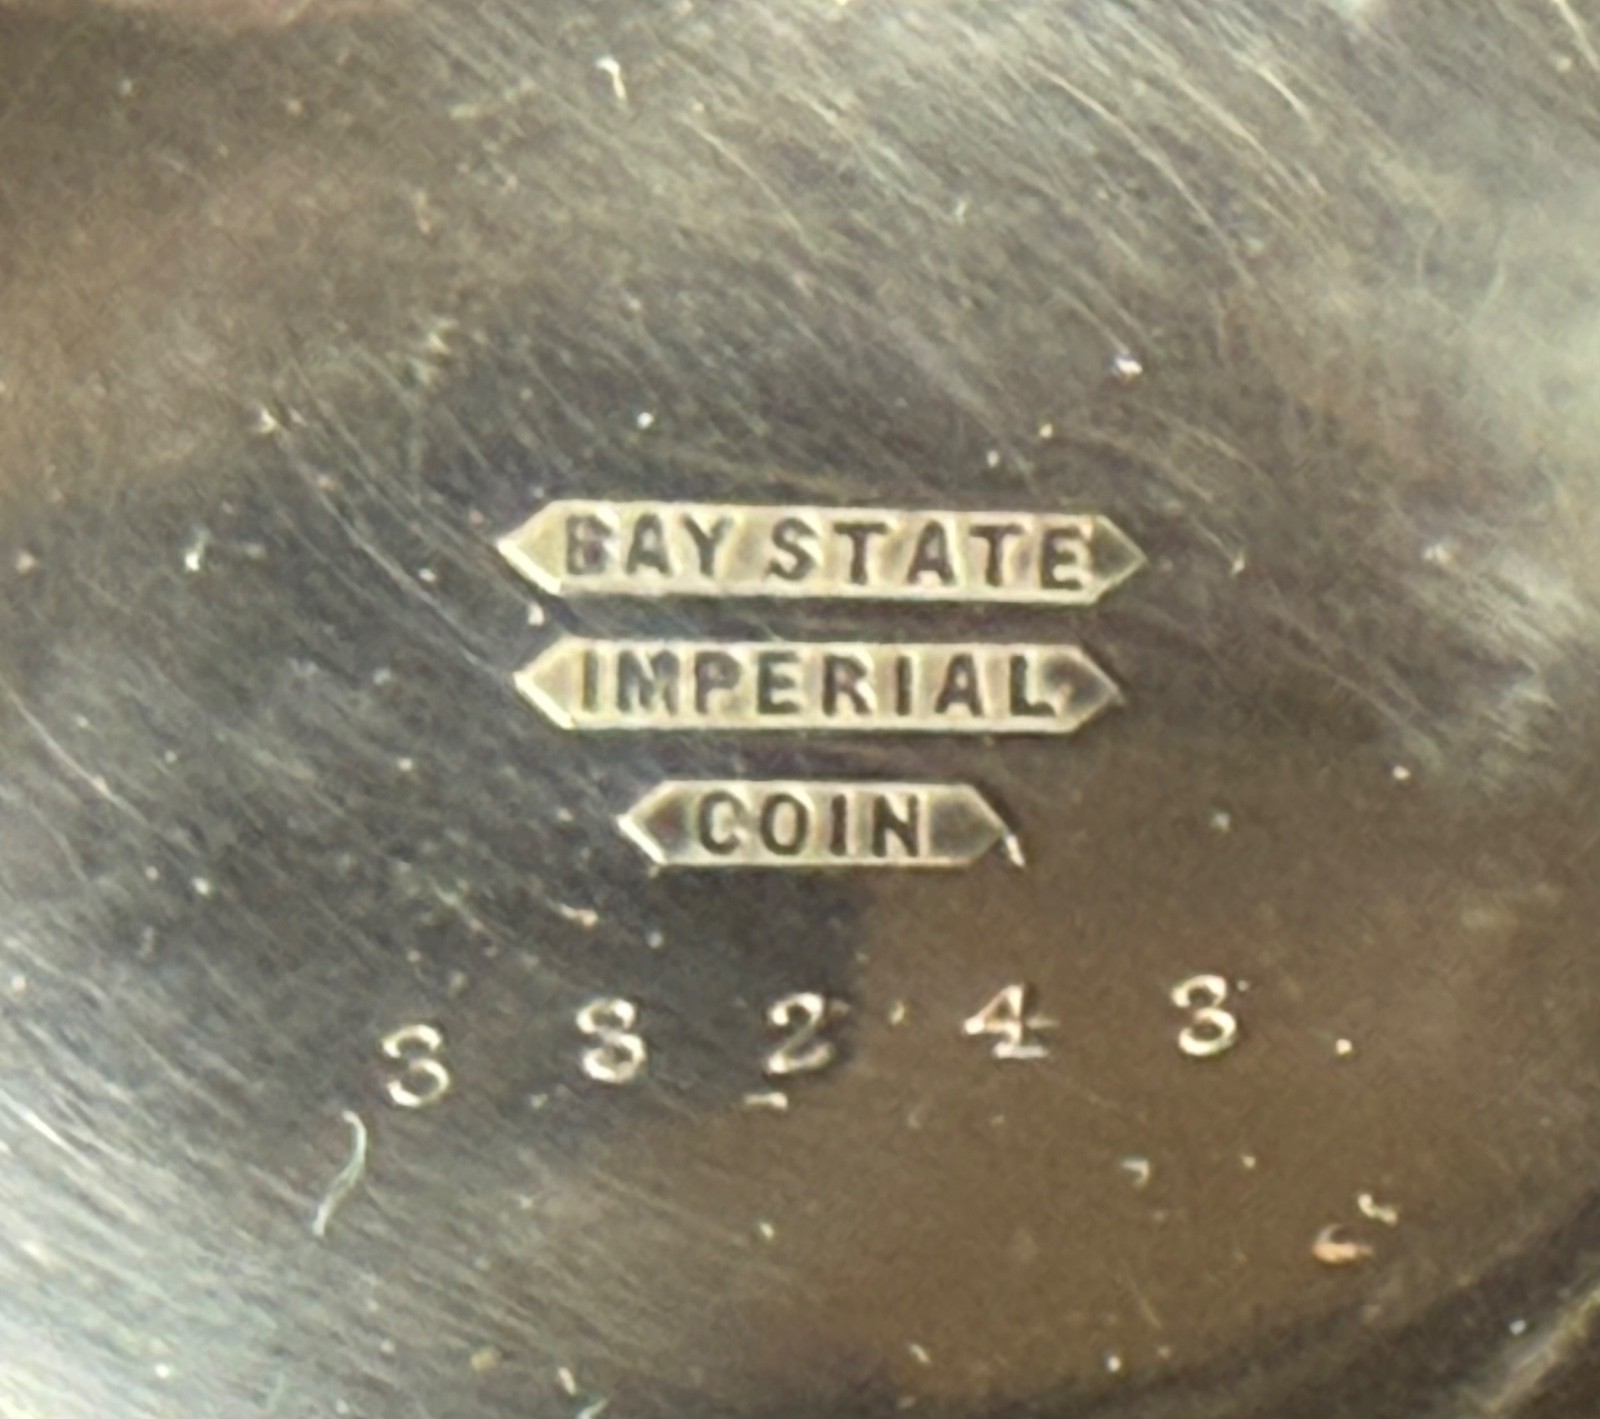 BAY STATE
IMPERIAL
COIN
38243